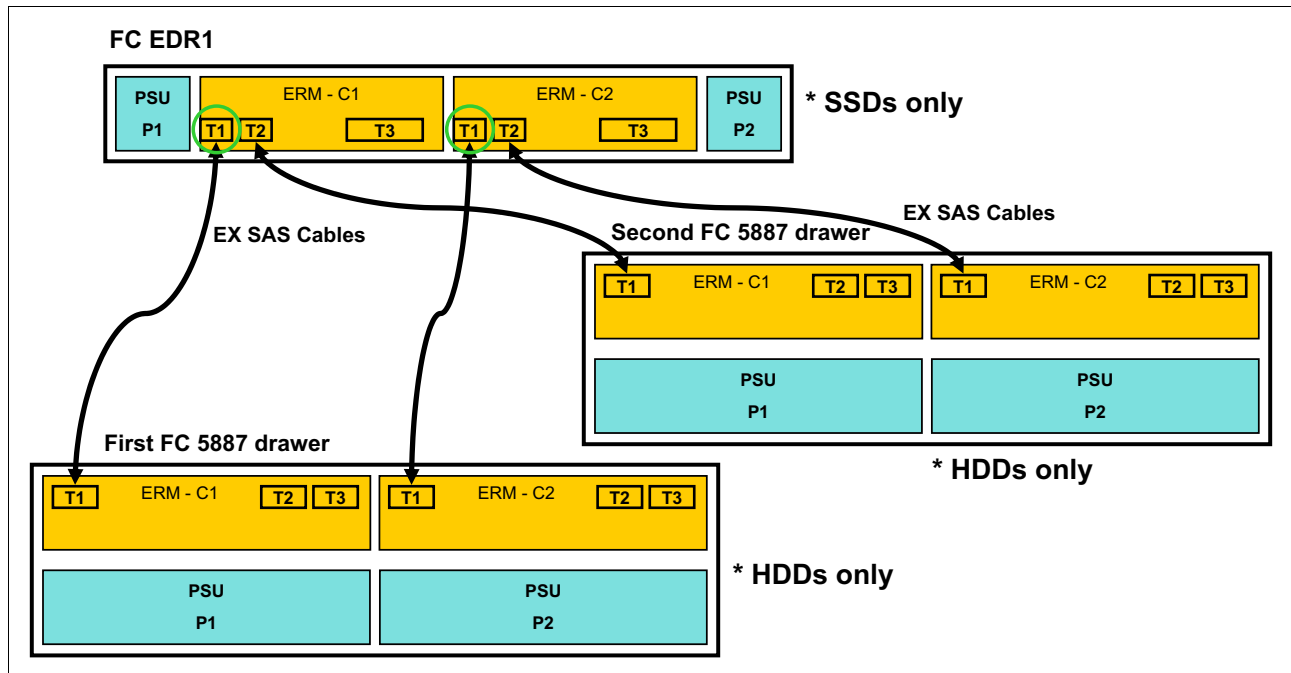 FC EDR1
PSU
P1
ERM - C1
T1
T2
T3
ERM - C2
T1
T2
T3
PSU
P2
* SSDs only
EX SAS Cables
EX SAS Cables
Second FC 5887 drawer
T1
ERM - C1
T2
T3
T1
ERM - C2
T2
T3
PSU
P1
PSU
P2
* HDDs only
First FC 5887 drawer
T1
ERM - C1
T2
T3
T1
ERM - C2
T2
T3
PSU
P1
PSU
P2
* HDDs only